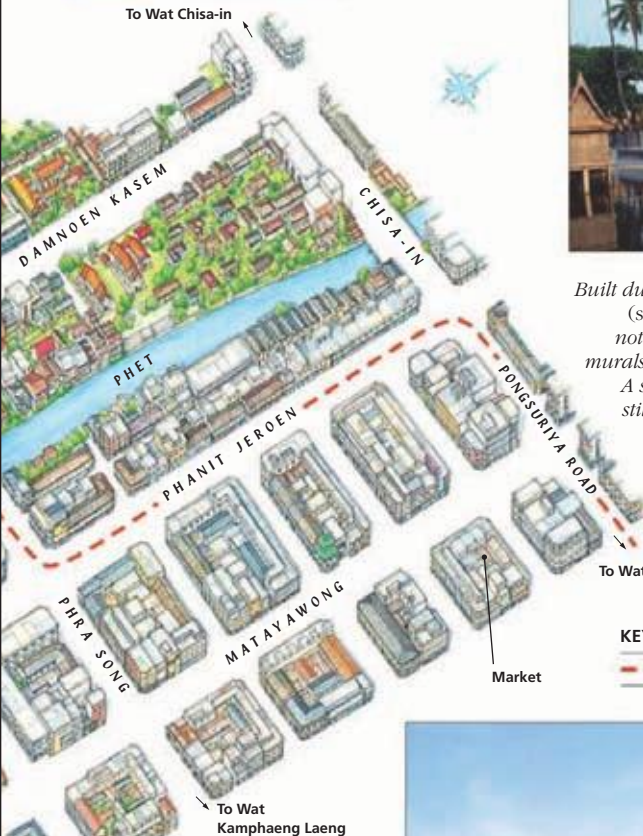 To Wat Chisa-in
DAMNOEN KASEM
CHISA-IN
PHET
PHANIT JEROEN
PONGSURIYA ROAD
PHRA SONG
MATAYAWONG
Market
To Wat
Kamphaeng Laeng
To Wat
KE
Built du
(s
not
murals
A s
sti